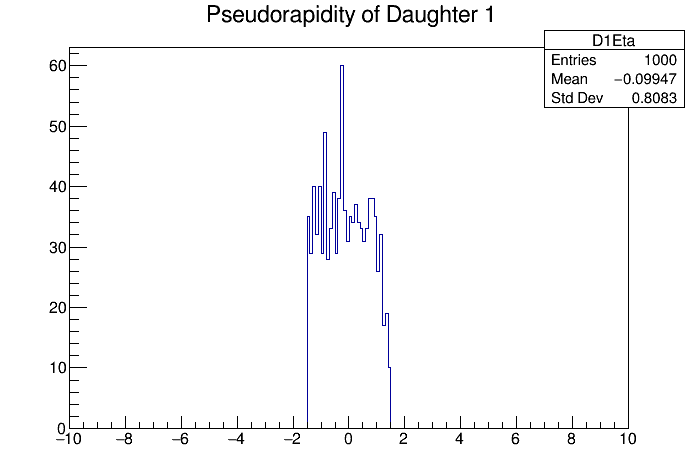 Pseudorapidity of Daughter 1
D1Eta
Entries 1000
Mean −0.09947
Std Dev 0.8083
60
50
40
30
20
10
0
−10 −8 −6 −4 −2 0 2 4 6 8 10